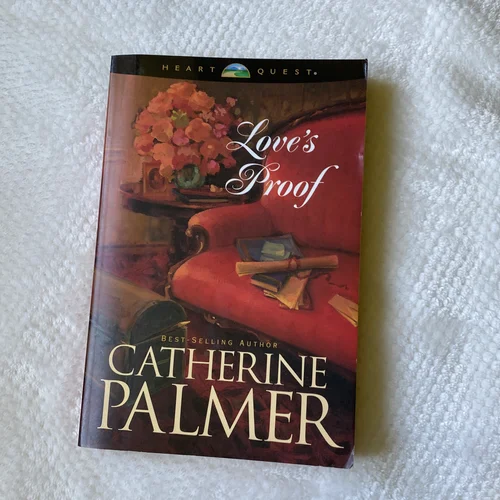 HEART QUEST®
Love's
Proof
BEST-SELLING AUTHOR
CATHERINE
PALMER